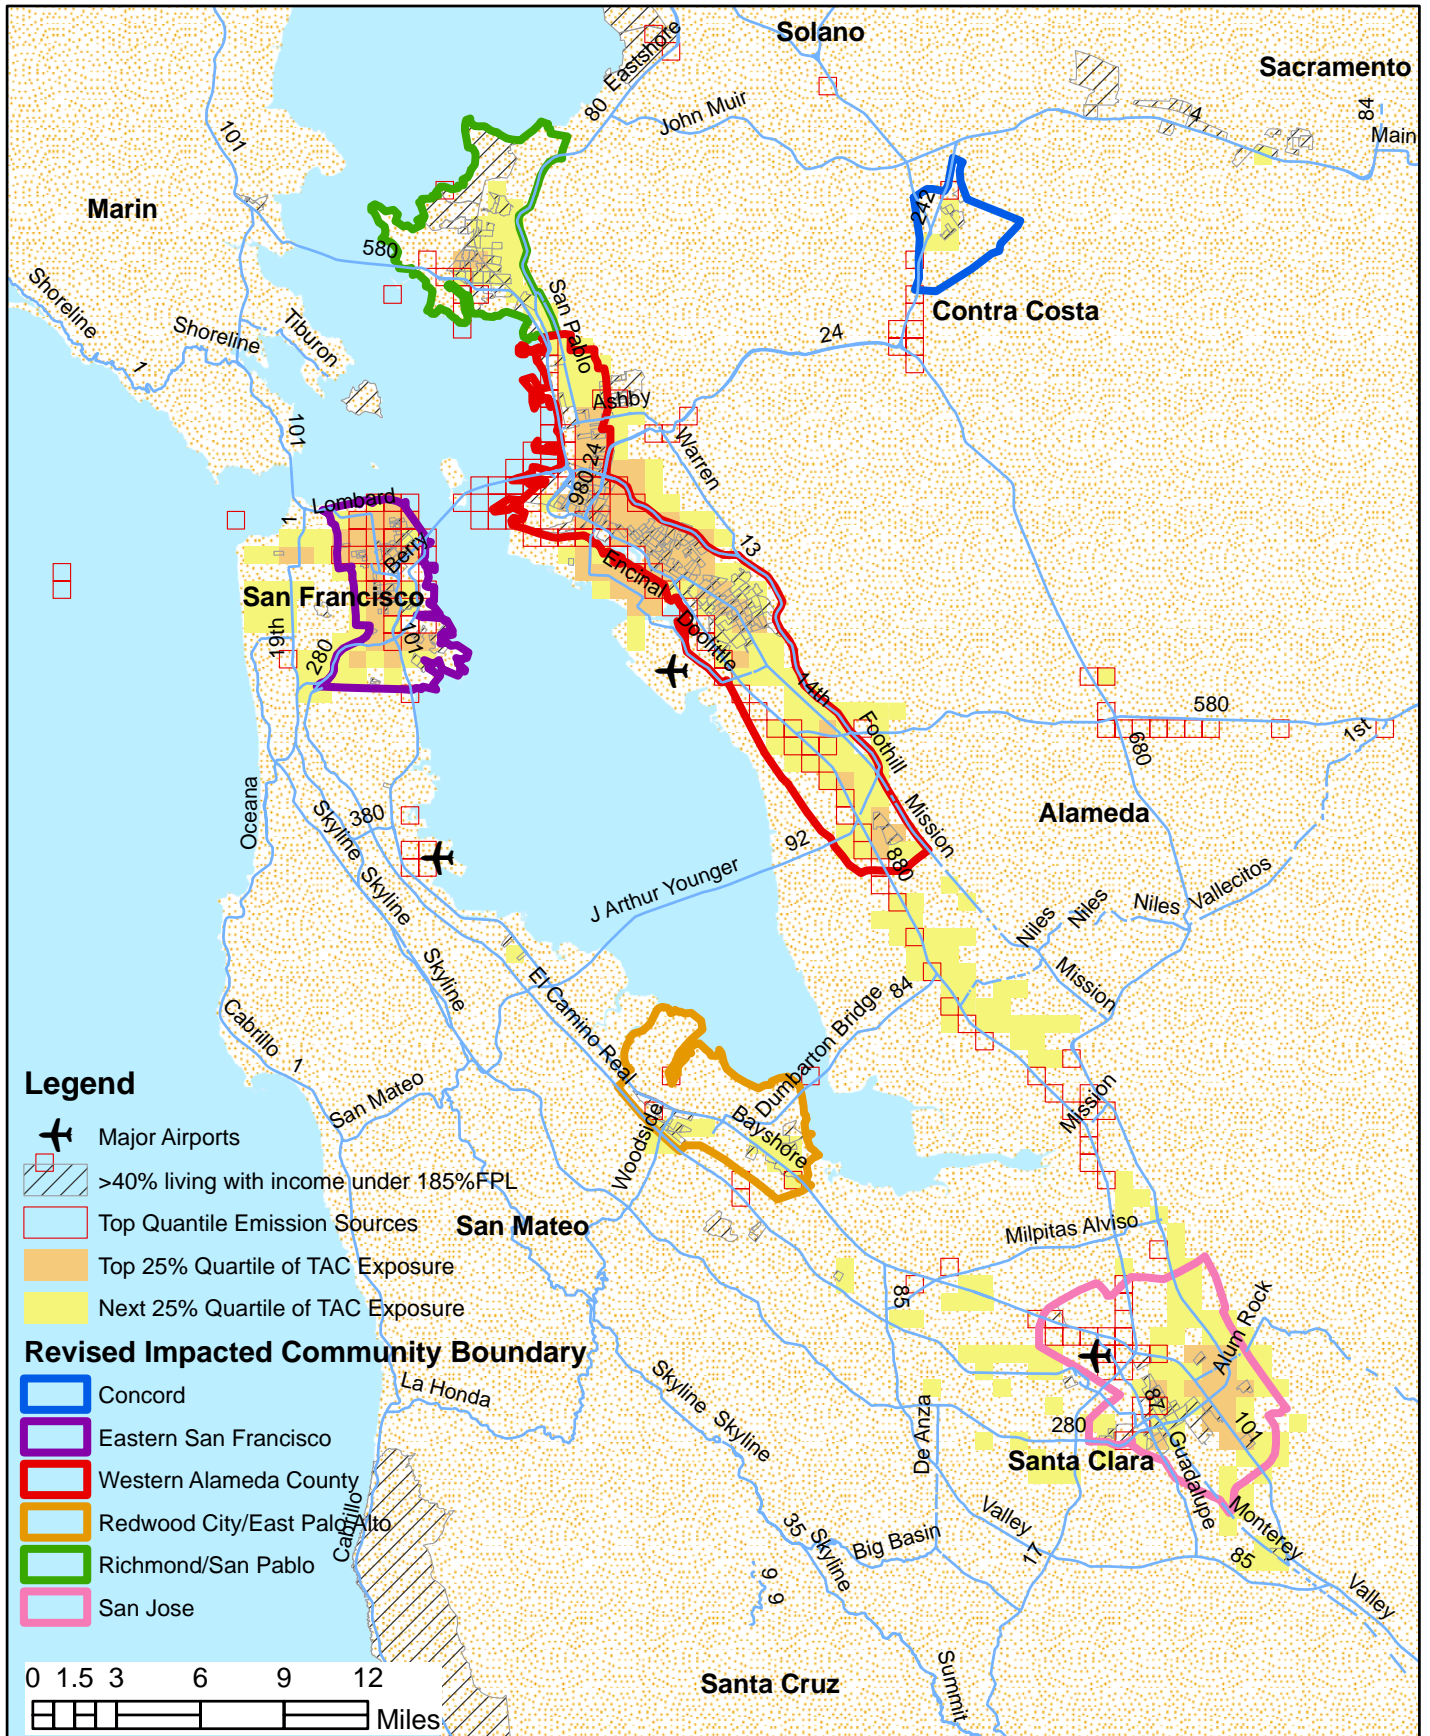 Solano
Sacramento
80
Eastshore
John Muir
101
4
84
Main
Marin
242
580
Contra Costa
Shoreline
Shoreline
Tiburon
1
San Pablo
24
Ashby
101
Warren
24
980
Lombard
1
Berry
13
Encinal
San Francisco
19th
280
101
Doolittle
14th
Foothill
580
1st
680
Oceana
380
Skyline
Skyline
Mission
Alameda
92
880
J Arthur Younger
Skyline
Niles
Niles
Niles
Vallecitos
El Camino Real
84
Mission
Cabrillo
1
Dumbarton Bridge
San Mateo
Woodside
Bayshore
Mission
Legend
Major Airports
>40% living with income under 185%FPL
Top Quantile Emission Sources
Top 25% Quartile of TAC Exposure
Next 25% Quartile of TAC Exposure
San Mateo
Milpitas Alviso
85
Alum Rock
Revised Impacted Community Boundary
Concord
Eastern San Francisco
Western Alameda County
Redwood City/East Palo Alto
Richmond/San Pablo
San Jose
La Honda
Cabrillo
Skyline
Skyline
De Anza
87
280
101
Santa Clara
Guadalupe
Monterey
Valley
17
85
Valley
35
Skyline
Big Basin
9
9
Santa Cruz
Summit
0 1.5 3 6 9 12
Miles